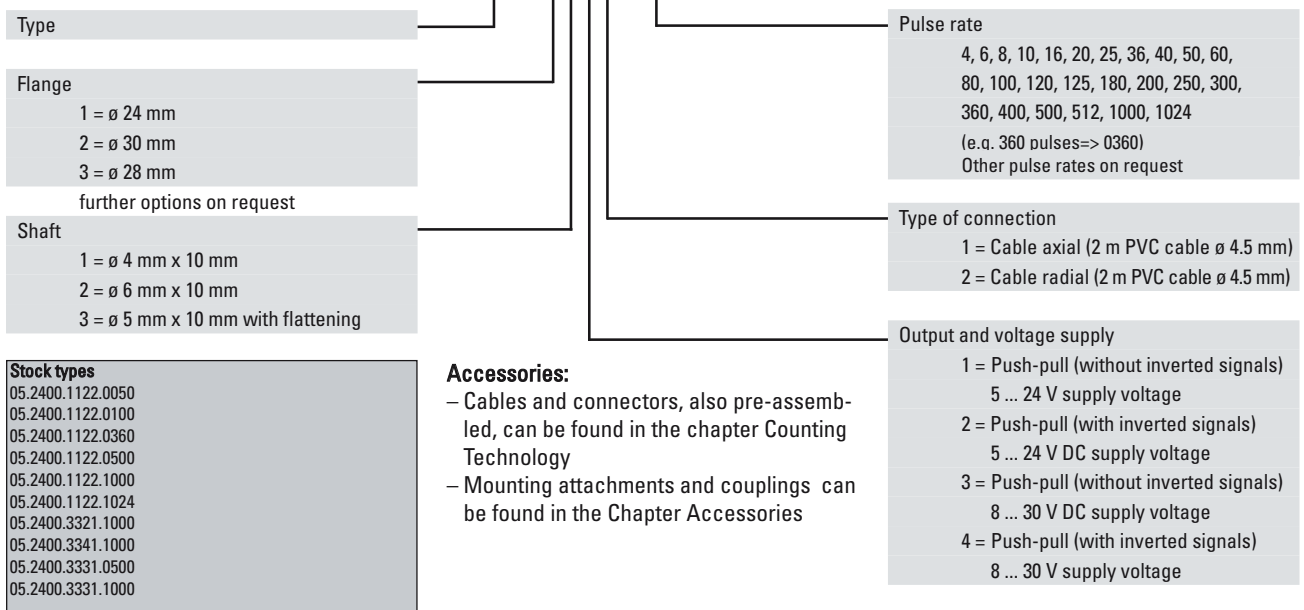 Type
Flange
1 = ø 24 mm
2 = ø 30 mm
3 = ø 28 mm
further options on request
Shaft
1 = ø 4 mm x 10 mm
2 = ø 6 mm x 10 mm
3 = ø 5 mm x 10 mm with flattening
Stock types
05.2400.1122.0050
05.2400.1122.0100
05.2400.1122.0360
05.2400.1122.0500
05.2400.1122.1000
05.2400.1122.1024
05.2400.3321.1000
05.2400.3341.1000
05.2400.3331.0500
05.2400.3331.1000
Accessories:
– Cables and connectors, also pre-assemb-
led, can be found in the chapter Counting
Technology
– Mounting attachments and couplings can
be found in the Chapter Accessories
Pulse rate
4, 6, 8, 10, 16, 20, 25, 36, 40, 50, 60,
80, 100, 120, 125, 180, 200, 250, 300,
360, 400, 500, 512, 1000, 1024
(e.g. 360 pulses=> 0360)
Other pulse rates on request
Type of connection
1 = Cable axial (2 m PVC cable ø 4.5 mm)
2 = Cable radial (2 m PVC cable ø 4.5 mm)
Output and voltage supply
1 = Push-pull (without inverted signals)
5 ... 24 V supply voltage
2 = Push-pull (with inverted signals)
5 ... 24 V DC supply voltage
3 = Push-pull (without inverted signals)
8 ... 30 V DC supply voltage
4 = Push-pull (with inverted signals)
8 ... 30 V supply voltage